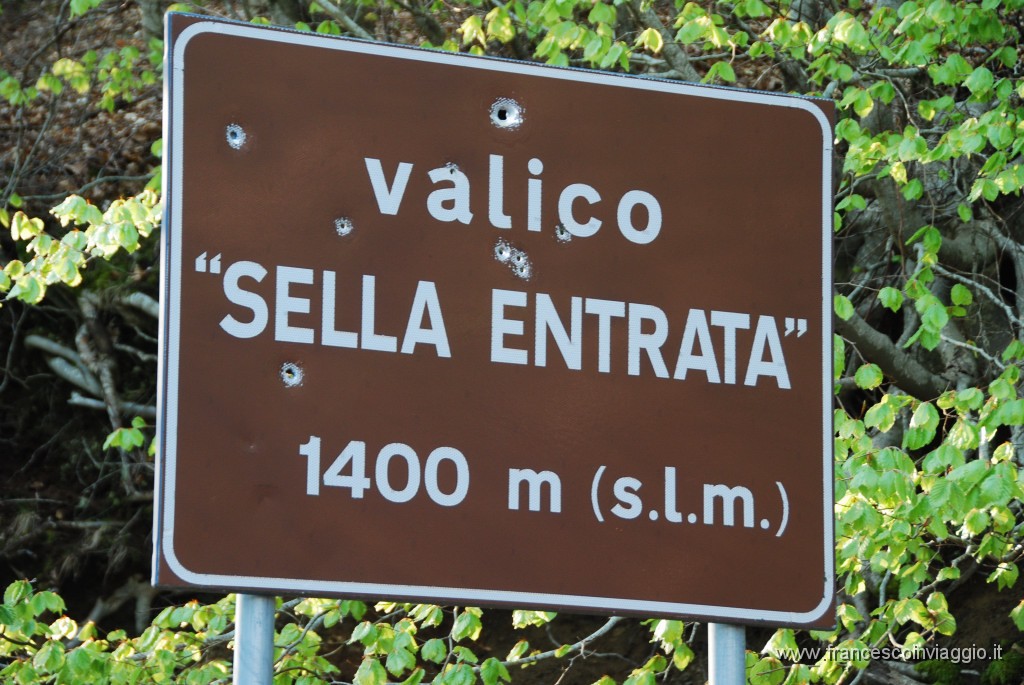 valico
“SELLA ENTRATA”
1400 m (s.l.m.)
www.francescoinviaggio.it